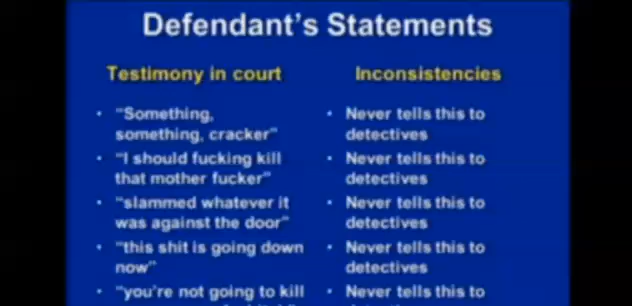 Defendant's Statements
Testimony in court
Inconsistencies
• "Something,
something, cracker"
• Never tells this to
detectives
• "I should fucking kill
that mother fucker"
• Never tells this to
detectives
• "slammed whatever it
was against the door"
• Never tells this to
detectives
• "this shit is going down
now"
• Never tells this to
detectives
• "you're not going to kill
• Never tells this to